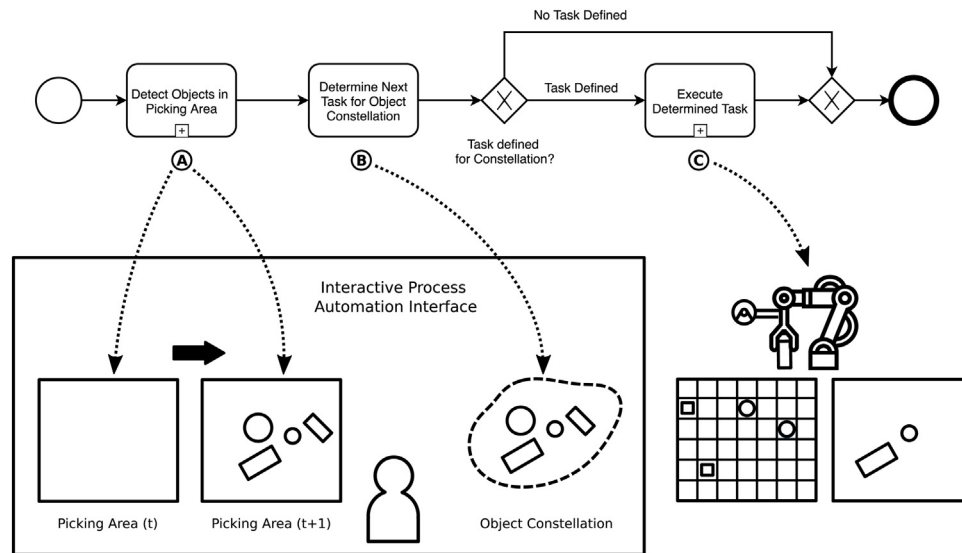 No Task Defined
Detect Objects in
Picking Area
+
Determine Next
Task for Object
Constellation
X
Task Defined
Execute
Determined Task
+
X
Task defined
for Constellation?
A
B
C
Interactive Process
Automation Interface
Picking Area (t)
Picking Area (t+1)
Object Constellation